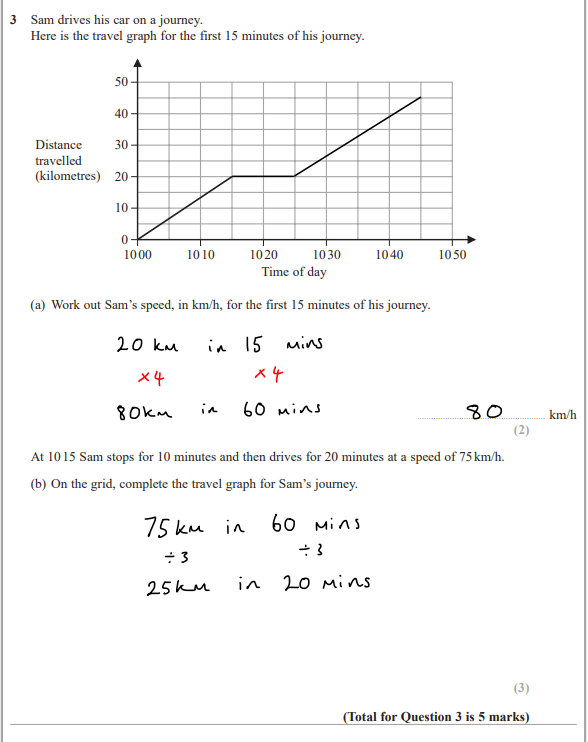 3 Sam drives his car on a journey.
Here is the travel graph for the first 15 minutes of his journey.
50
40
Distance travelled (kilometres)
30
20
10
0
1000 1010 1020 1030 1040 1050
Time of day
(a) Work out Sam's speed, in km/h, for the first 15 minutes of his journey.
20 km in 15 mins
×4 ×4
80km in 60 mins
80 km/h
(2)
At 1015 Sam stops for 10 minutes and then drives for 20 minutes at a speed of 75 km/h.
(b) On the grid, complete the travel graph for Sam's journey.
75 km in 60 mins
÷3 ÷3
25km in 20 mins
(3)
(Total for Question 3 is 5 marks)